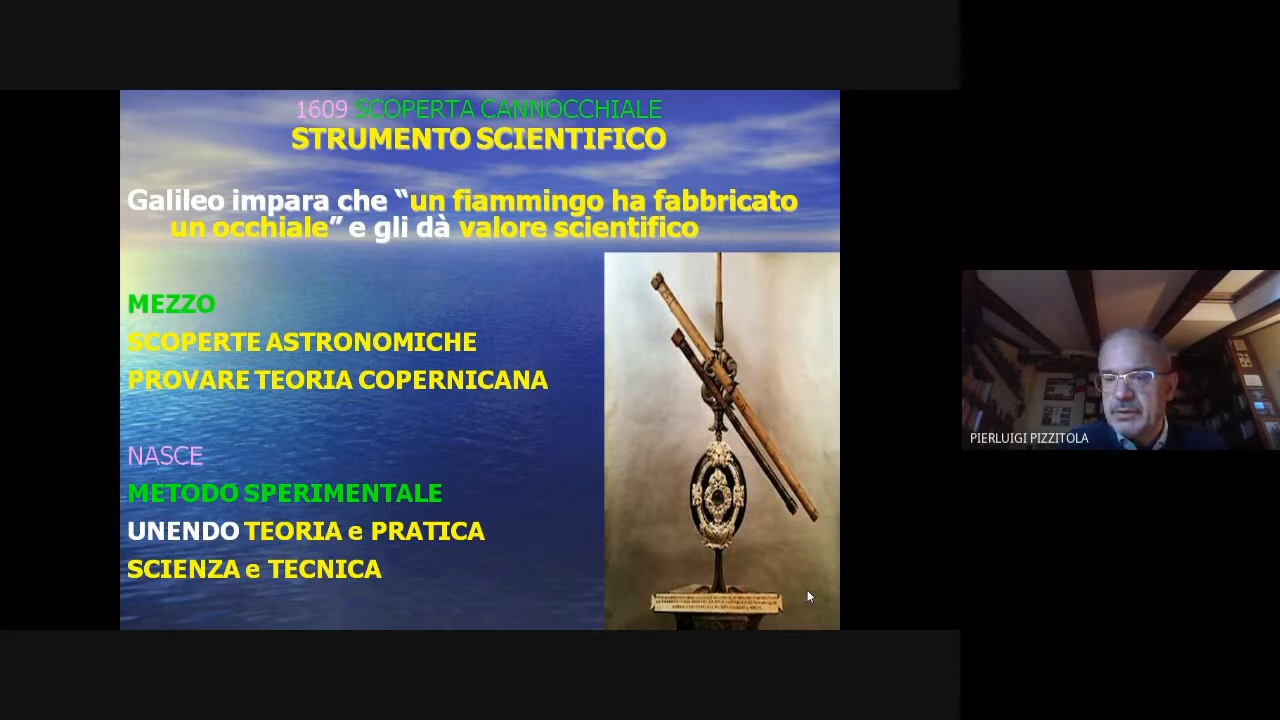 1609 SCOPERTA CANNOCCHIALE
STRUMENTO SCIENTIFICO
Galileo impara che “un fiammingo ha fabbricato
un occhiale” e gli dà valore scientifico
MEZZO
SCOPERTE ASTRONOMICHE
PROVARE TEORIA COPERNICANA
NASCE
METODO SPERIMENTALE
UNENDO TEORIA e PRATICA
SCIENZA e TECNICA
PIERLUIGI PIZZITOLA